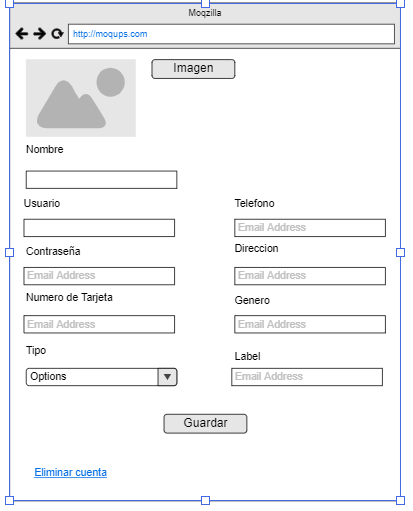 Moqzilla
http://moqups.com
Imagen
Nombre
Usuario
Telefono
Email Address
Contraseña
Direccion
Email Address
Email Address
Numero de Tarjeta
Genero
Email Address
Email Address
Tipo
Label
Options
Email Address
Guardar
Eliminar cuenta